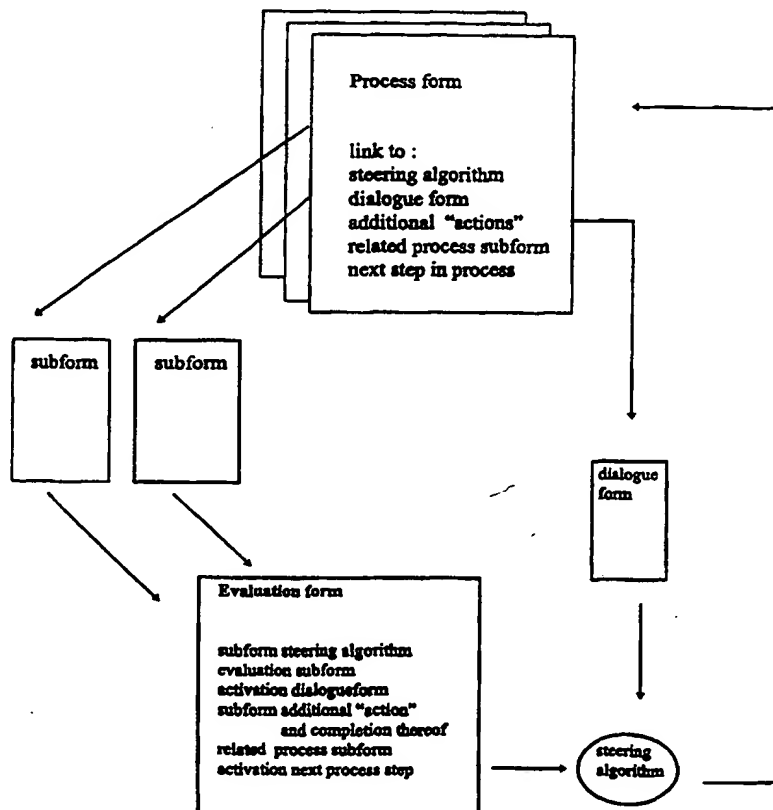 Process form
link to :
steering algorithm
dialogue form
additional “actions”
related process subform
next step in process
subform
subform
dialogue
form
Evaluation form
subform steering algorithm
evaluation subform
activation dialogueform
subform additional “action”
and completion thereof
related process subform
activation next process step
steering
algorithm